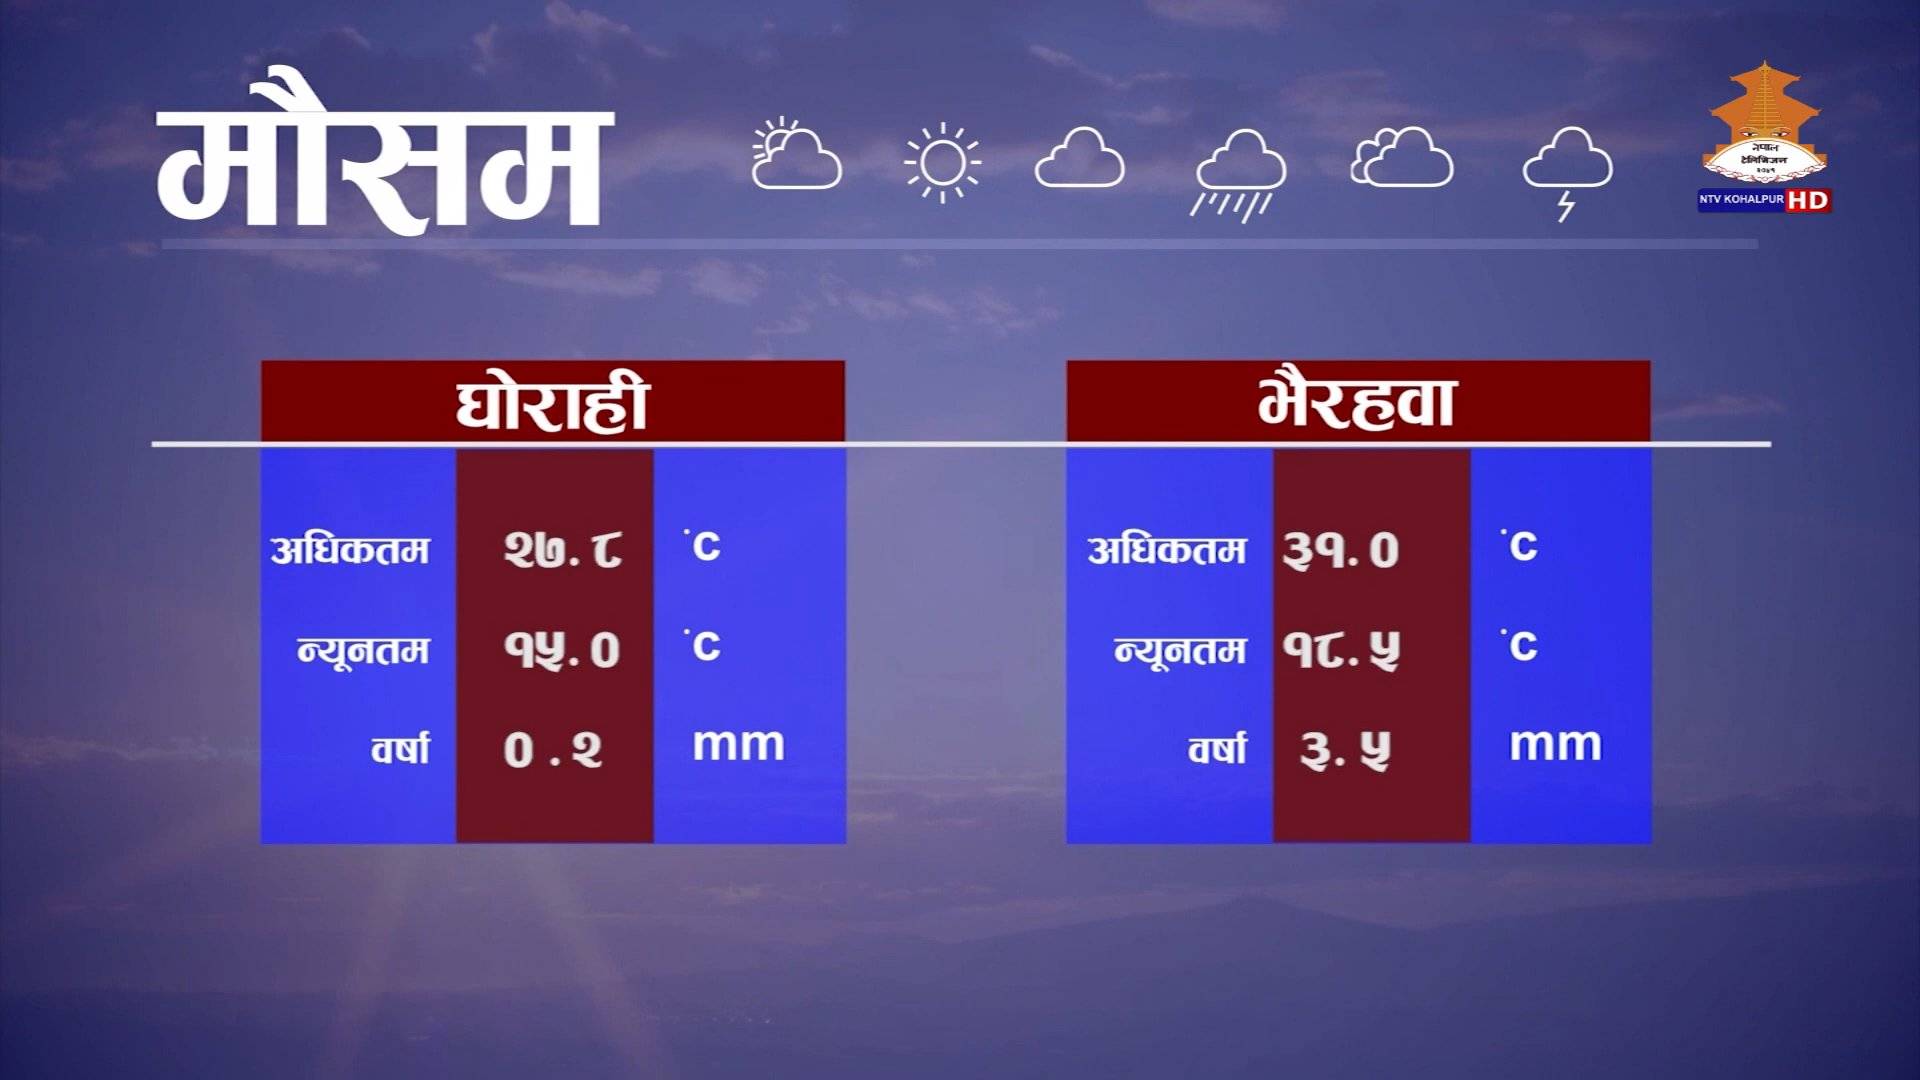 मौसम
नेपाल
टेलिभिजन
२०४१
NTV KOHALPUR HD
घोराही
अधिकतम २७.८ °C
न्यूनतम १५.० °C
वर्षा ०.२ mm
भैरहवा
अधिकतम ३१.० °C
न्यूनतम १८.५ °C
वर्षा ३.५ mm